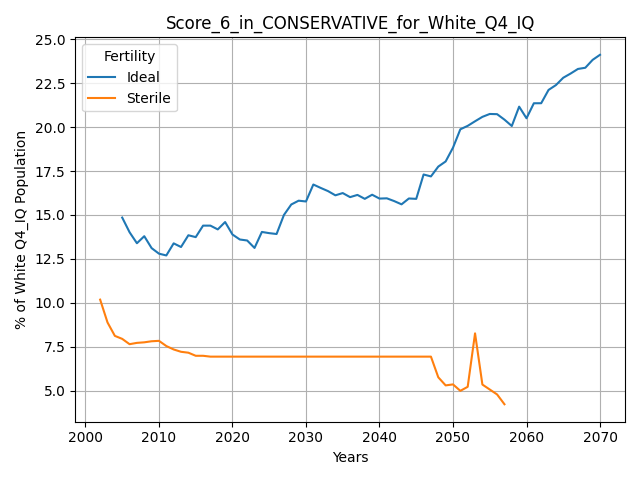 Score_6_in_CONSERVATIVE_for_White_Q4_IQ
Fertility
Ideal
Sterile
% of White Q4_IQ Population
25.0
22.5
20.0
17.5
15.0
12.5
10.0
7.5
5.0
2000 2010 2020 2030 2040 2050 2060 2070
Years